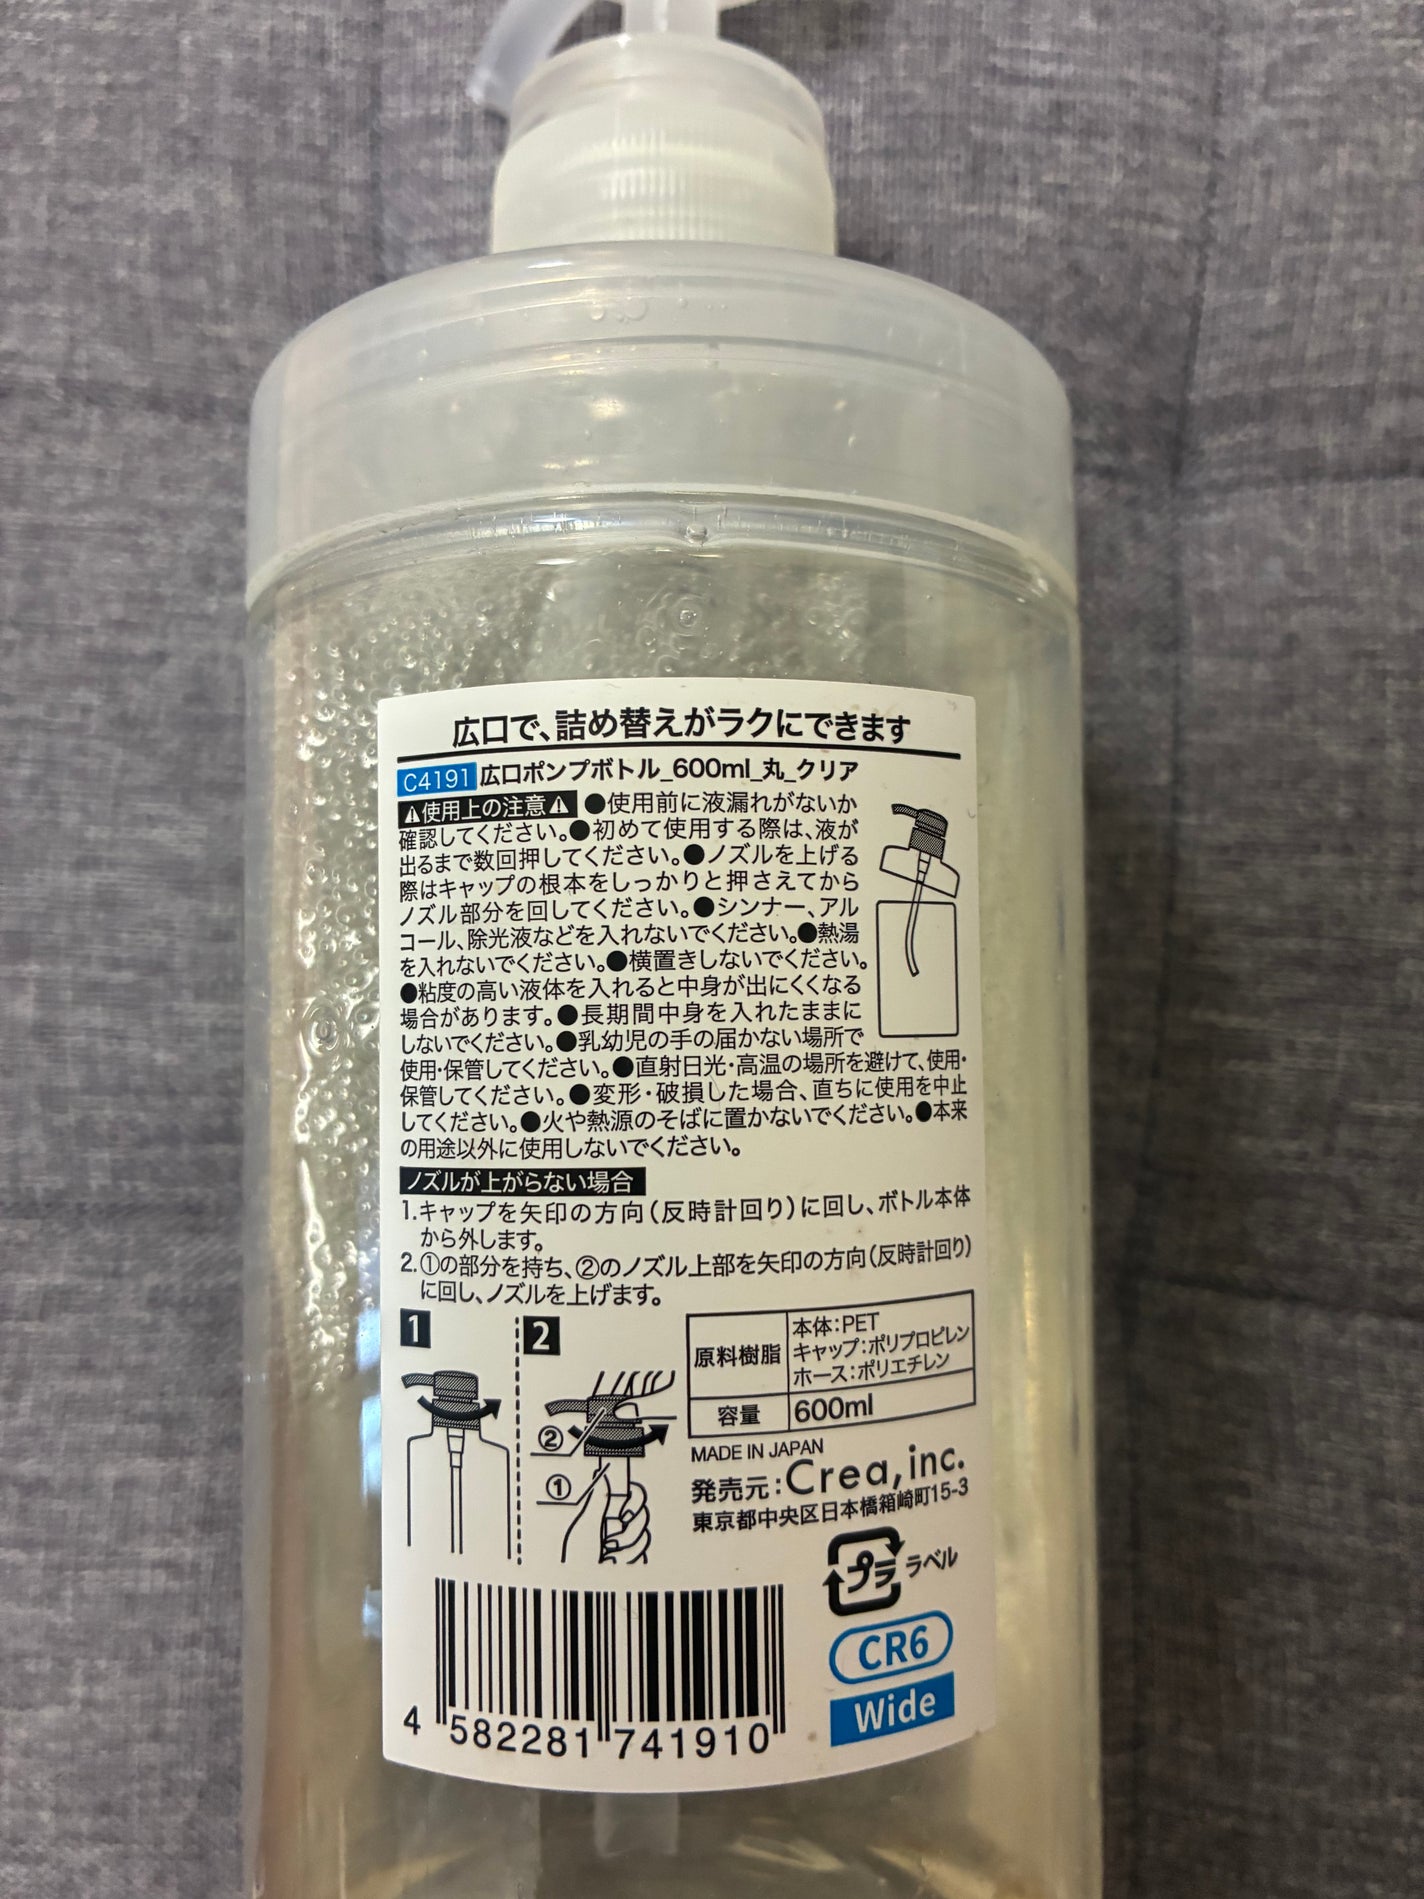 広口で、詰め替えがラクにできます
C4191 広口ポンプボトル_600ml_丸_クリア
⚠使用上の注意⚠ ●使用前に液漏れがないか
確認してください。●初めて使用する際は、液が
出るまで数回押してください。●ノズルを上げる
際はキャップの根本をしっかりと押さえてから
ノズル部分を回してください。●シンナー、アル
コール、除光液などを入れないでください。●熱湯
を入れないでください。●横置きしないでください。
●粘度の高い液体を入れると中身が出にくくなる
場合があります。●長期間中身を入れたままに
しないでください。●乳幼児の手の届かない場所で
使用・保管してください。●直射日光・高温の場所を避けて、使用・
保管してください。●変形・破損した場合、直ちに使用を中止
してください。●火や熱源のそばに置かないでください。●本来
の用途以外に使用しないでください。
ノズルが上がらない場合
1.キャップを矢印の方向(反時計回り)に回し、ボトル本体
から外します。
2.①の部分を持ち、②のノズル上部を矢印の方向(反時計回り)
に回し、ノズルを上げます。
1 2
② 
①
原料樹脂 本体:PET
キャップ:ポリプロピレン
ホース:ポリエチレン
容量 600ml
MADE IN JAPAN
発売元:Crea,inc.
東京都中央区日本橋箱崎町15-3
プラ ラベル
CR6
Wide
4 582281 741910